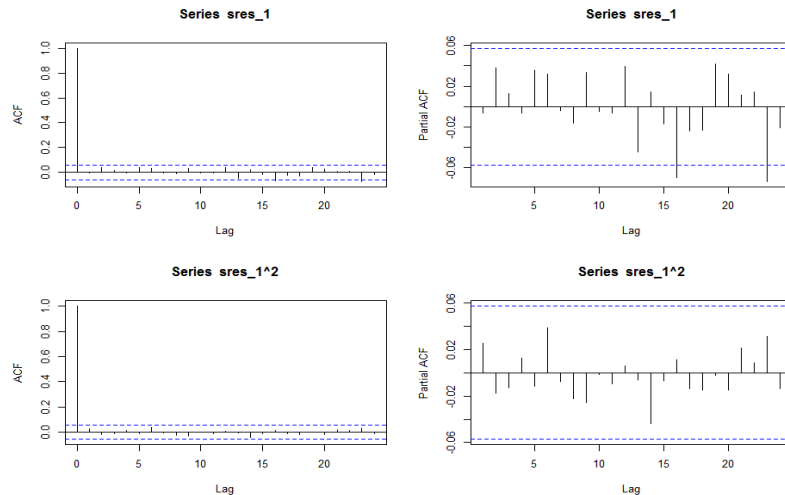 Series sres_1
ACF
0.0 0.2 0.4 0.6 0.8 1.0
0 5 10 15 20
Lag
Series sres_1
Partial ACF
-0.06 -0.02 0.02 0.06
5 10 15 20
Lag
Series sres_1^2
ACF
0.0 0.2 0.4 0.6 0.8 1.0
0 5 10 15 20
Lag
Series sres_1^2
Partial ACF
-0.06 -0.02 0.02 0.06
5 10 15 20
Lag